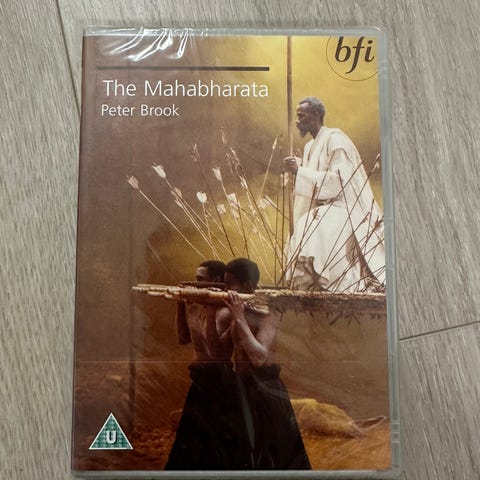 bfi
The Mahabharata
Peter Brook
U